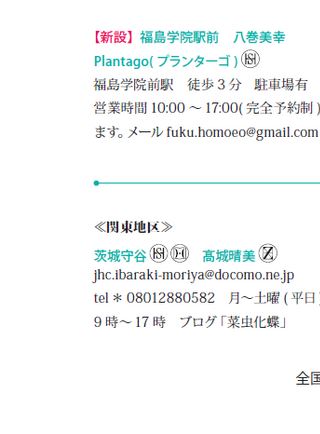 【新設】福島学院駅前　八巻美幸
Plantago( プランターゴ )
福島学院前駅　徒歩 3 分　駐車場有
営業時間 10:00 〜 17:00( 完全予約制 )
ます。メール fuku.homoeo@gmail.com
≪関東地区≫
茨城守谷　髙城晴美
jhc.ibaraki-moriya@docomo.ne.jp
tel ＊ 08012880582　月〜土曜 ( 平日
9 時〜 17 時　ブログ「菜虫化蝶」
全国